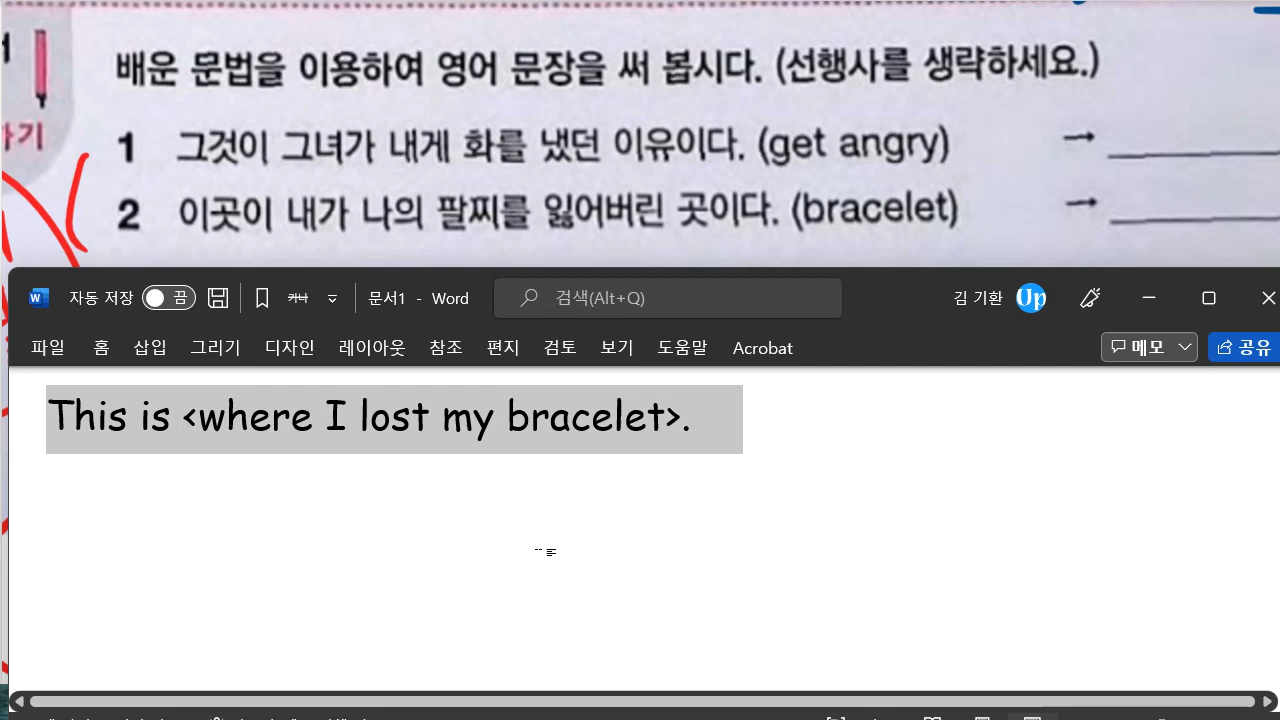 배운 문법을 이용하여 영어 문장을 써 봅시다. (선행사를 생략하세요.)
1 그것이 그녀가 내게 화를 냈던 이유이다. (get angry) →
2 이곳이 내가 나의 팔찌를 잃어버린 곳이다. (bracelet) →
자동 저장 끔 가나 문서1 - Word 검색(Alt+Q) 김 기환 Up
파일 홈 삽입 그리기 디자인 레이아웃 참조 편지 검토 보기 도움말 Acrobat 메모 공유
This is <where I lost my bracelet>.